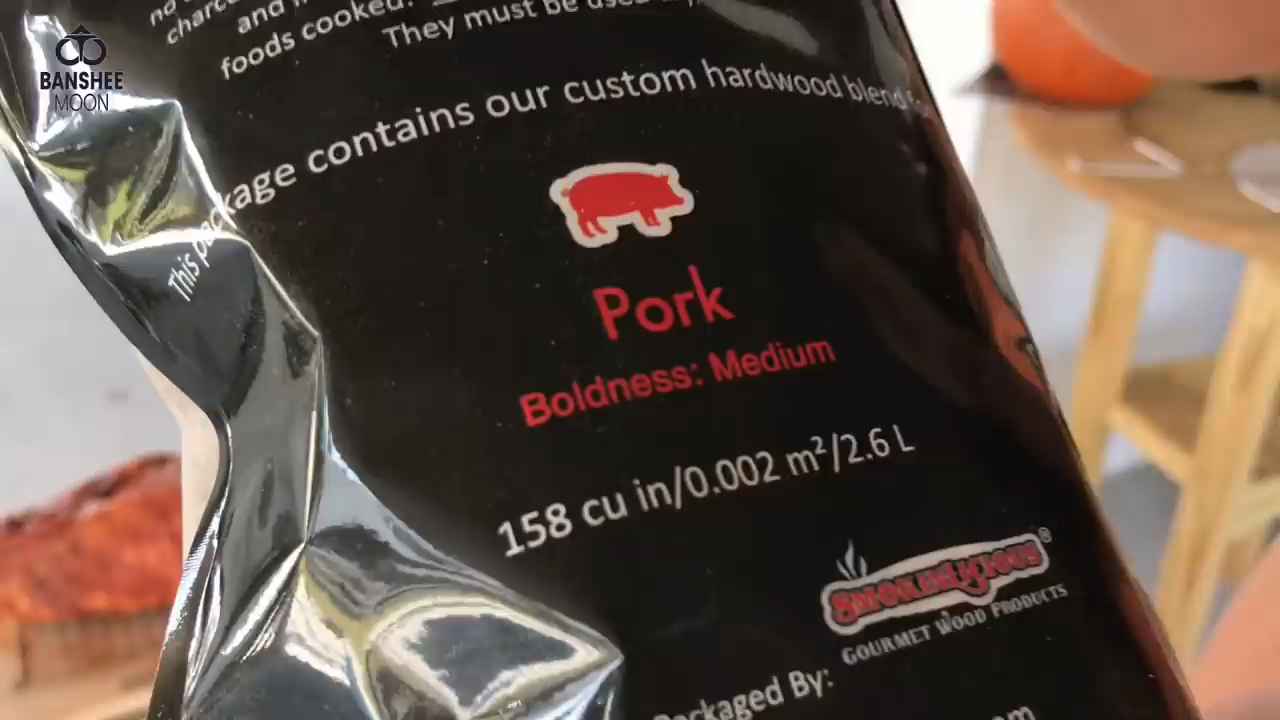 BANSHEE
MOON
and
foods cooked.
They must be used
This package contains our custom hardwood blend
Pork
Boldness: Medium
158 cu in/0.002 m²/2.6 L
SMOKINLICIOUS®
GOURMET WOOD PRODUCTS
Packaged By: